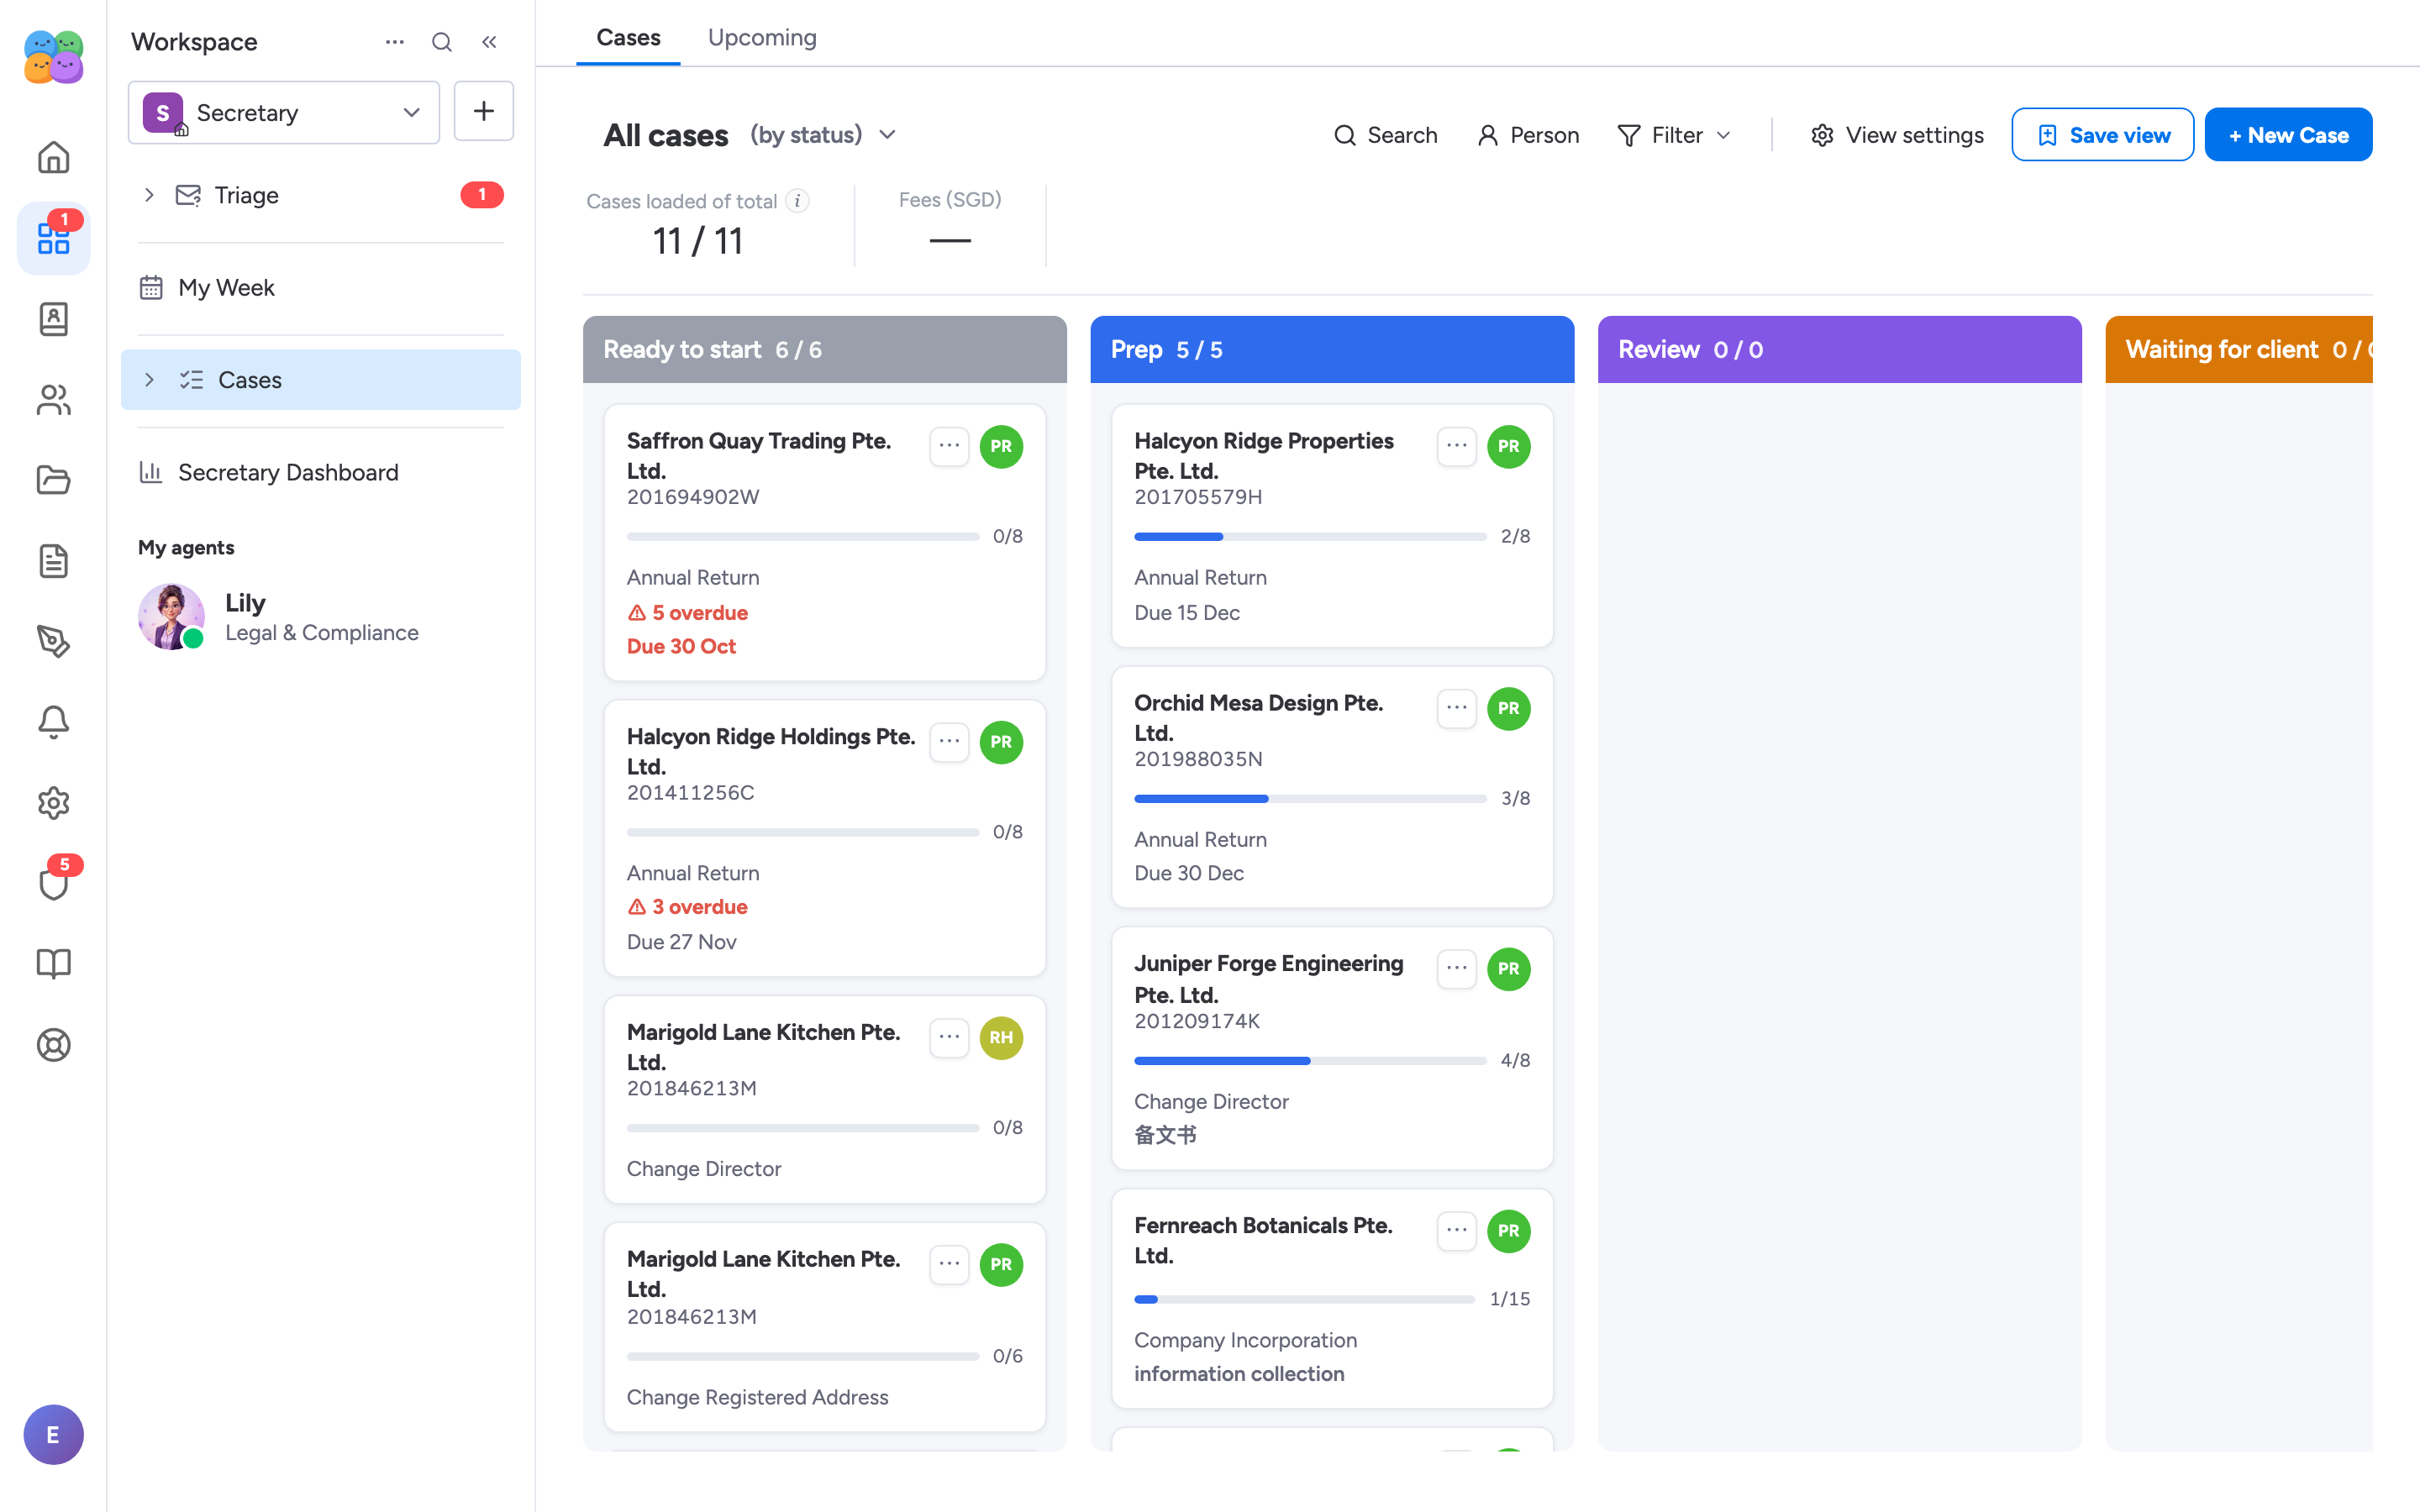 Workspace
S Secretary
+
Triage 1
1
My Week
Cases
Secretary Dashboard
My agents
Lily
Legal & Compliance
5
E
Cases Upcoming
All cases (by status)
Search Person Filter View settings Save view + New Case
Cases loaded of total i
11 / 11
Fees (SGD)
—
Ready to start 6 / 6
Saffron Quay Trading Pte.
Ltd.
PR
201694902W
0/8
Annual Return
5 overdue
Due 30 Oct
Halcyon Ridge Holdings Pte.
Ltd.
PR
201411256C
0/8
Annual Return
3 overdue
Due 27 Nov
Marigold Lane Kitchen Pte.
Ltd.
RH
201846213M
0/8
Change Director
Marigold Lane Kitchen Pte.
Ltd.
PR
201846213M
0/6
Change Registered Address
Prep 5 / 5
Halcyon Ridge Properties
Pte. Ltd.
PR
201705579H
2/8
Annual Return
Due 15 Dec
Orchid Mesa Design Pte.
Ltd.
PR
201988035N
3/8
Annual Return
Due 30 Dec
Juniper Forge Engineering
Pte. Ltd.
PR
201209174K
4/8
Change Director
备文书
Fernreach Botanicals Pte.
Ltd.
PR
1/15
Company Incorporation
information collection
Review 0 / 0
Waiting for client 0 /